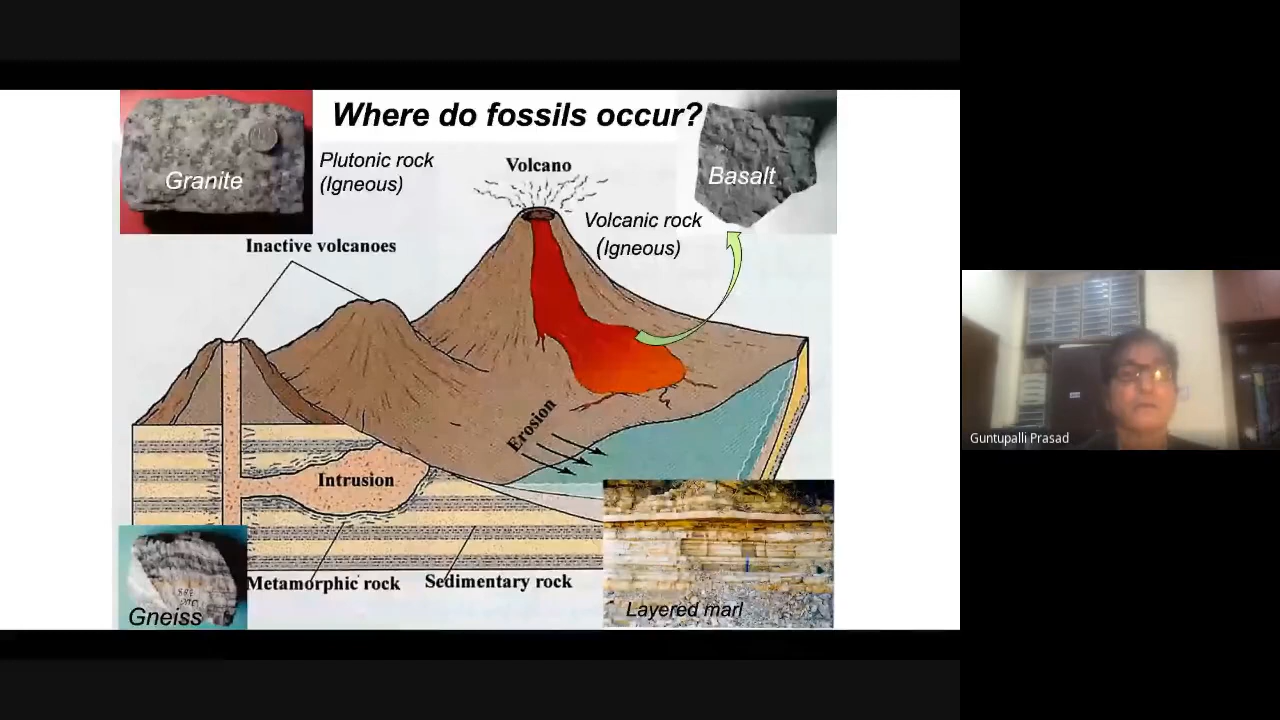 Where do fossils occur?
Granite
Plutonic rock
(Igneous)
Volcano
Basalt
Volcanic rock
(Igneous)
Inactive volcanoes
Erosion
Intrusion
Metamorphic rock
Sedimentary rock
Gneiss
Layered marl
Guntupalli Prasad